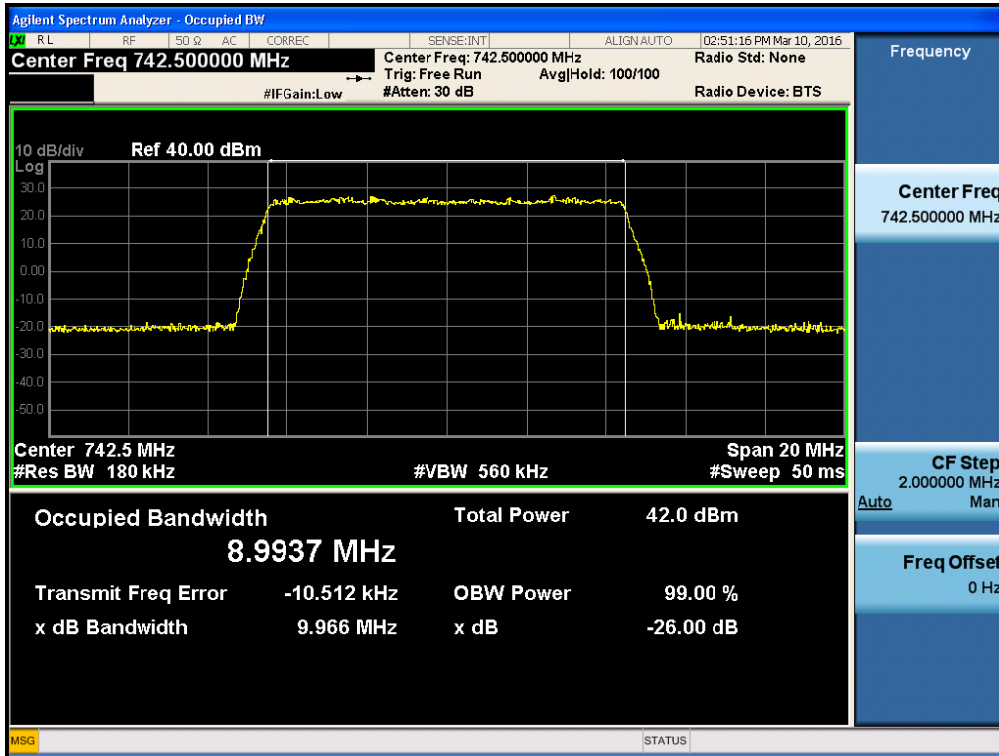 Agilent Spectrum Analyzer - Occupied BW
LXI RL RF 50 Ω AC CORREC SENSE:INT ALIGN AUTO 02:51:16 PM Mar 10, 2016
Center Freq 742.500000 MHz
Center Freq: 742.500000 MHz Radio Std: None
Trig: Free Run Avg|Hold: 100/100
#IFGain:Low #Atten: 30 dB Radio Device: BTS
10 dB/div Ref 40.00 dBm
Log
30.0
20.0
10.0
0.00
-10.0
-20.0
-30.0
-40.0
-50.0
Center 742.5 MHz Span 20 MHz
#Res BW 180 kHz #VBW 560 kHz #Sweep 50 ms
Occupied Bandwidth Total Power 42.0 dBm
8.9937 MHz
Transmit Freq Error -10.512 kHz OBW Power 99.00 %
x dB Bandwidth 9.966 MHz x dB -26.00 dB
MSG STATUS
Frequency
Center Freq
742.500000 MHz
CF Step
2.000000 MHz
Auto Man
Freq Offset
0 Hz